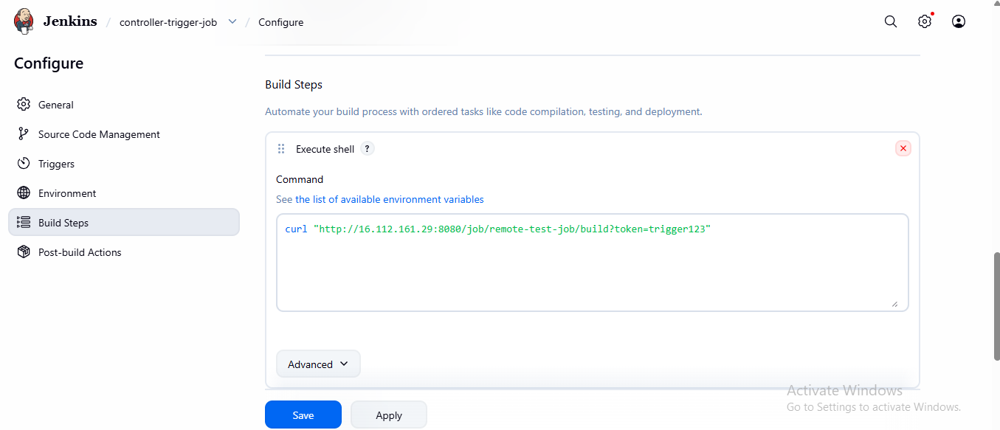 Jenkins / controller-trigger-job / Configure
Configure
General
Source Code Management
Triggers
Environment
Build Steps
Post-build Actions
Build Steps
Automate your build process with ordered tasks like code compilation, testing, and deployment.
Execute shell ?
Command
See the list of available environment variables
curl "http://16.112.161.29:8080/job/remote-test-job/build?token=trigger123"
Advanced
Save
Apply
Activate Windows
Go to Settings to activate Windows.